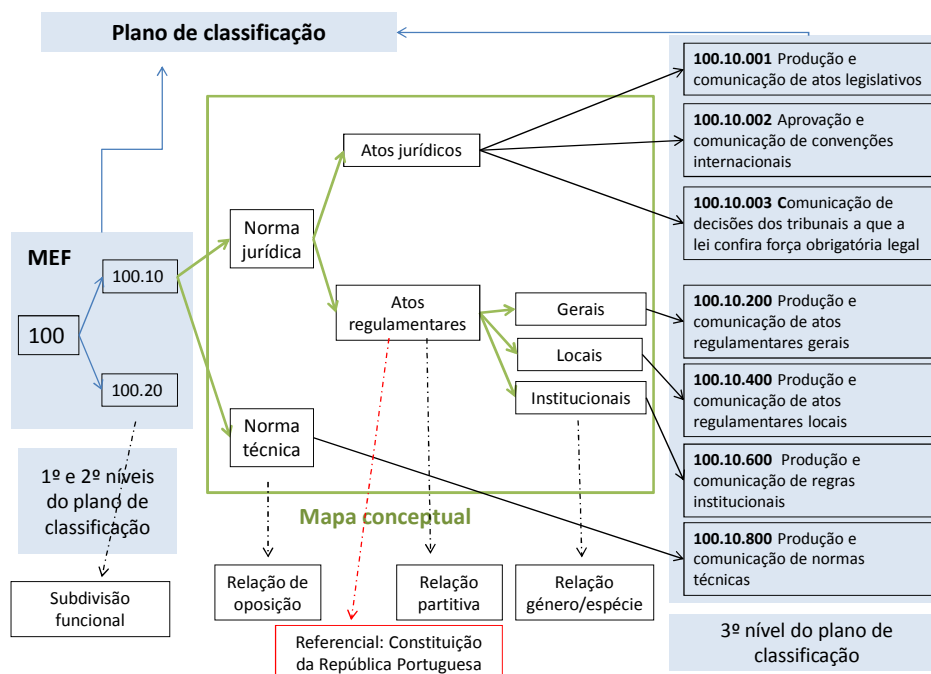 Plano de classificação
MEF
100
100.10
100.20
1º e 2º níveis
do plano de
classificação
Subdivisão
funcional
Norma
jurídica
Norma
técnica
Atos jurídicos
Atos
regulamentares
Gerais
Locais
Institucionais
Mapa conceptual
Relação de
oposição
Relação
partitiva
Relação
género/espécie
Referencial: Constituição
da República Portuguesa
100.10.001 Produção e
comunicação de atos legislativos
100.10.002 Aprovação e
comunicação de convenções
internacionais
100.10.003 Comunicação de
decisões dos tribunais a que a
lei confira força obrigatória legal
100.10.200 Produção e
comunicação de atos
regulamentares gerais
100.10.400 Produção e
comunicação de atos
regulamentares locais
100.10.600 Produção e
comunicação de regras
institucionais
100.10.800 Produção e
comunicação de normas
técnicas
3º nível do plano de
classificação